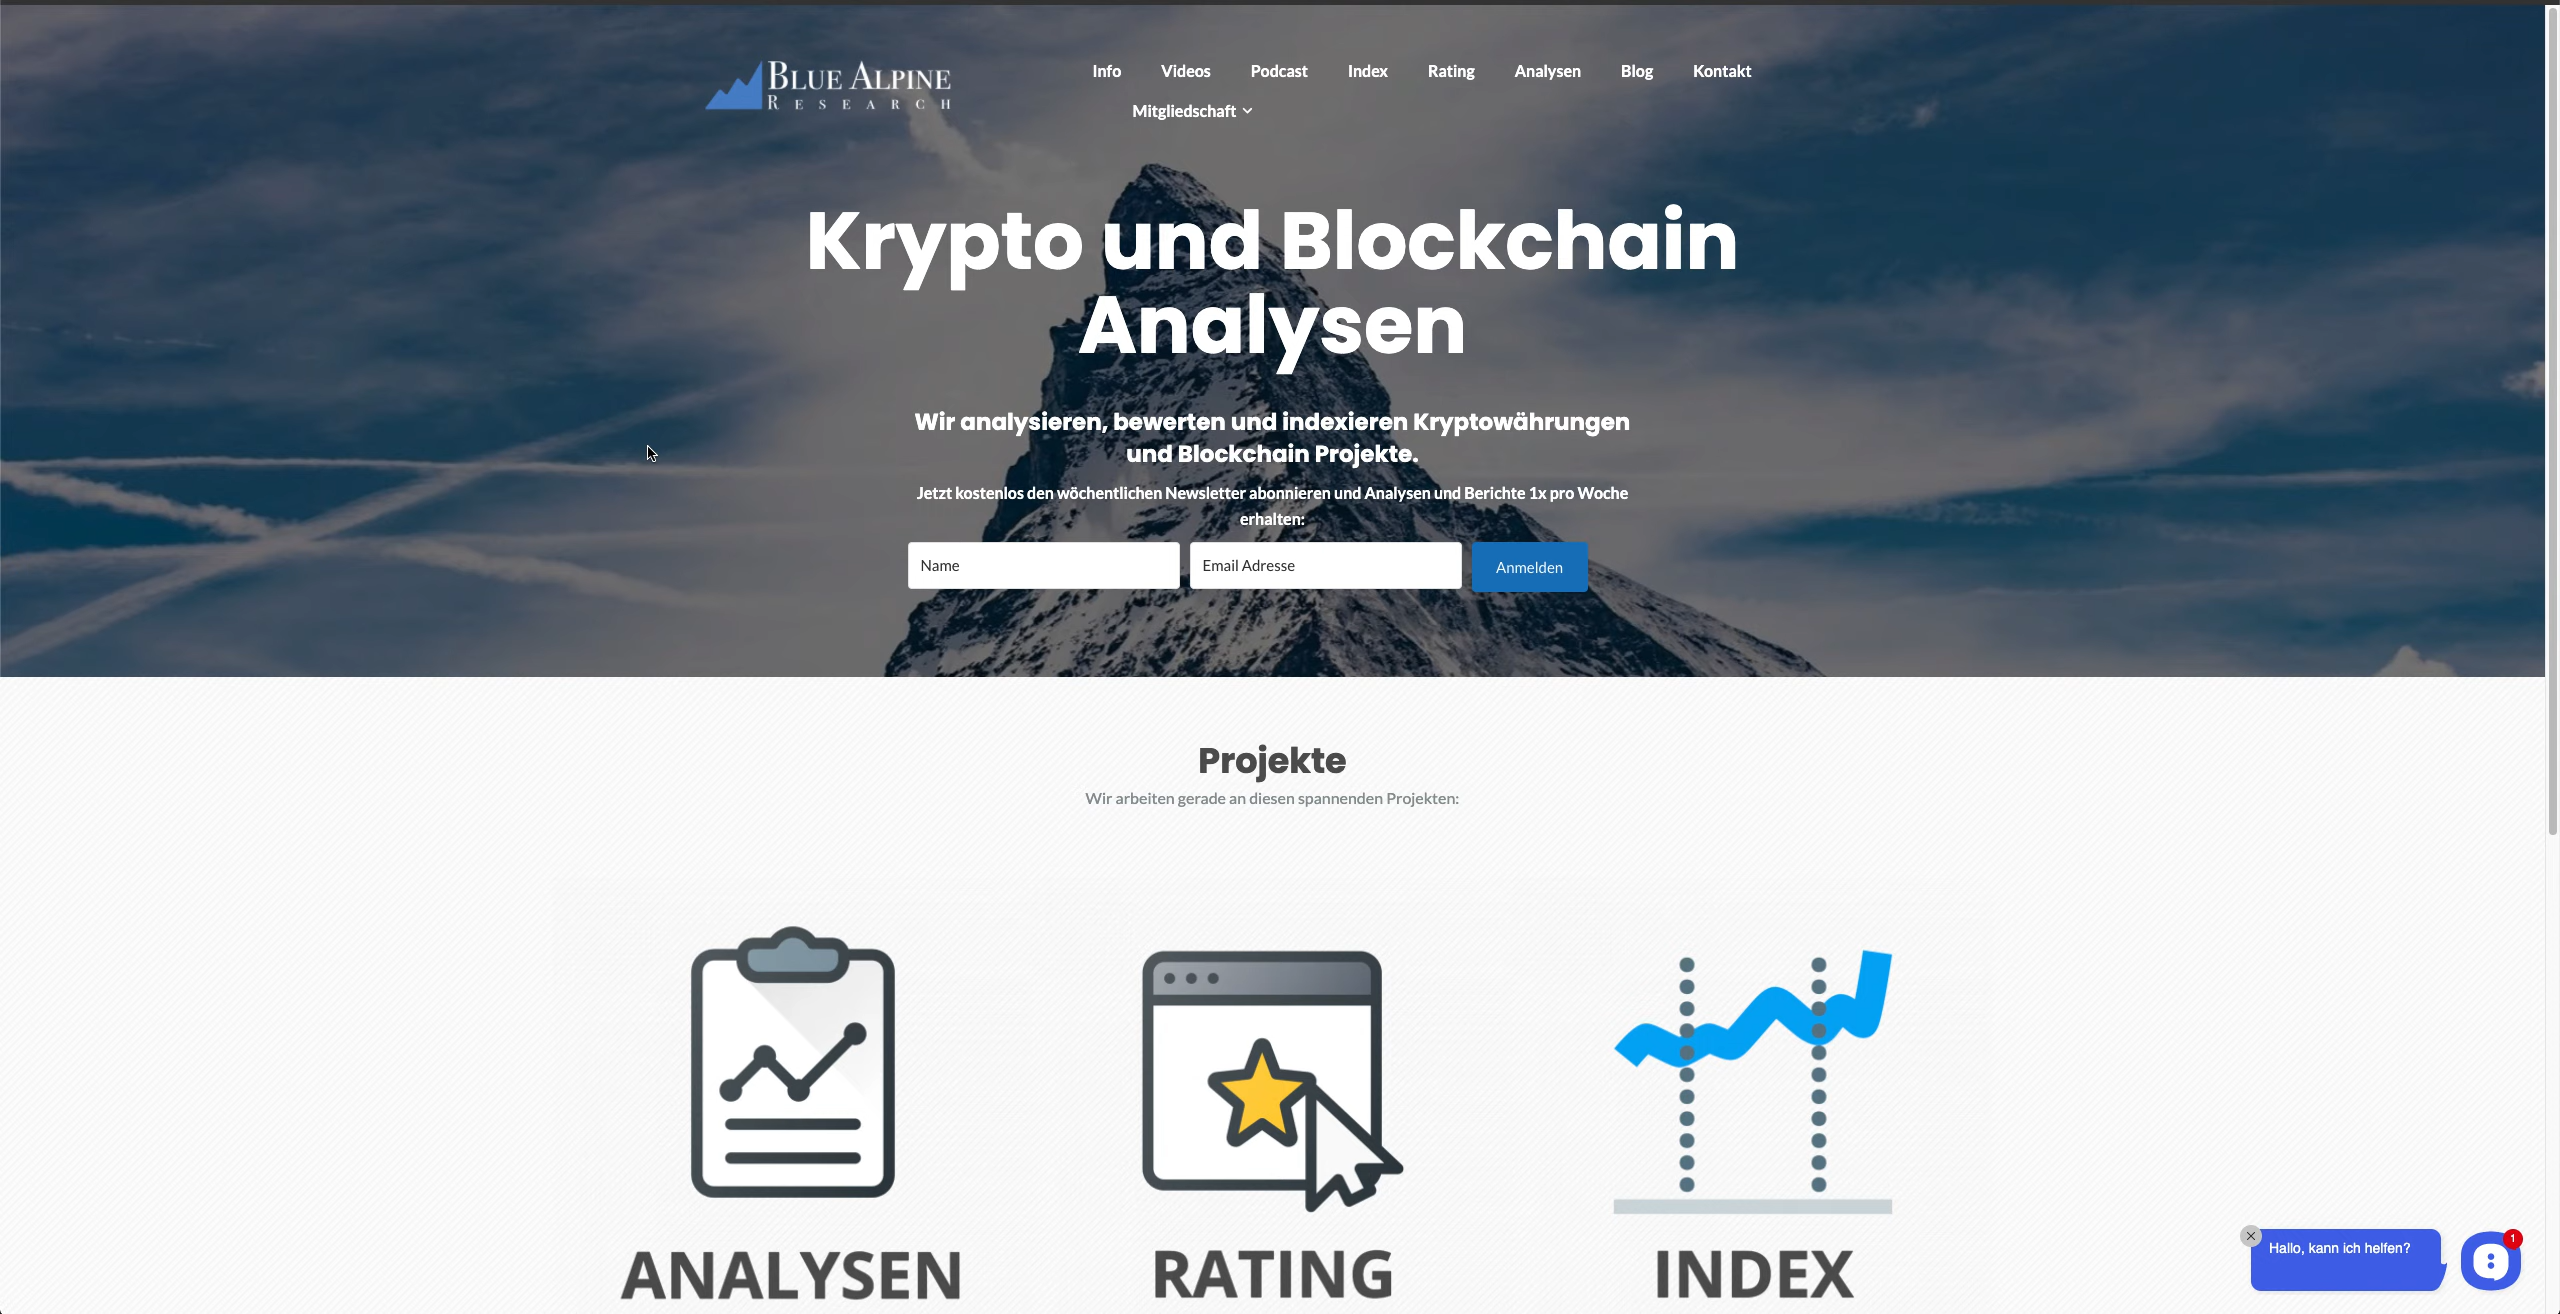 BLUE ALPINE
RESEARCH
Info Videos Podcast Index Rating Analysen Blog Kontakt
Mitgliedschaft
Krypto und Blockchain
Analysen
Wir analysieren, bewerten und indexieren Kryptowährungen
und Blockchain Projekte.
Jetzt kostenlos den wöchentlichen Newsletter abonnieren und Analysen und Berichte 1x pro Woche
erhalten:
Name Email Adresse Anmelden
Projekte
Wir arbeiten gerade an diesen spannenden Projekten:
ANALYSEN RATING INDEX
Hallo, kann ich helfen?
1